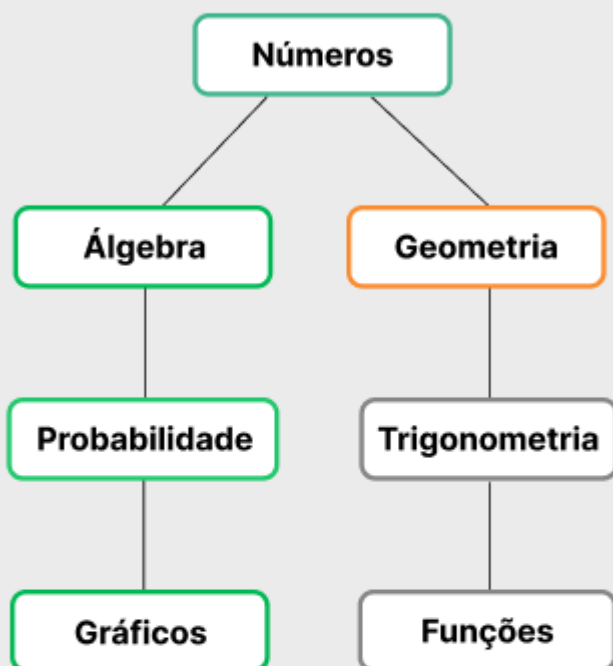 Números
Álgebra
Geometria
Probabilidade
Trigonometria
Gráficos
Funções